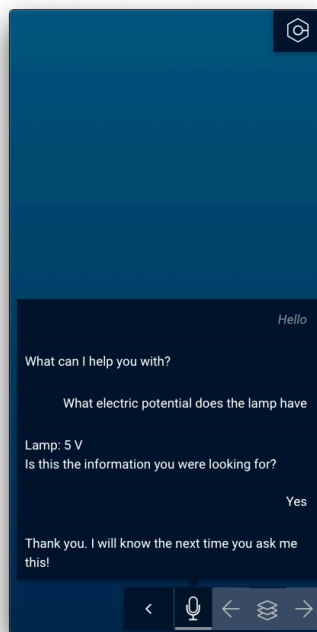 Hello
What can I help you with?
What electric potential does the lamp have
Lamp: 5 V
Is this the information you were looking for?
Yes
Thank you. I will know the next time you ask me
this!